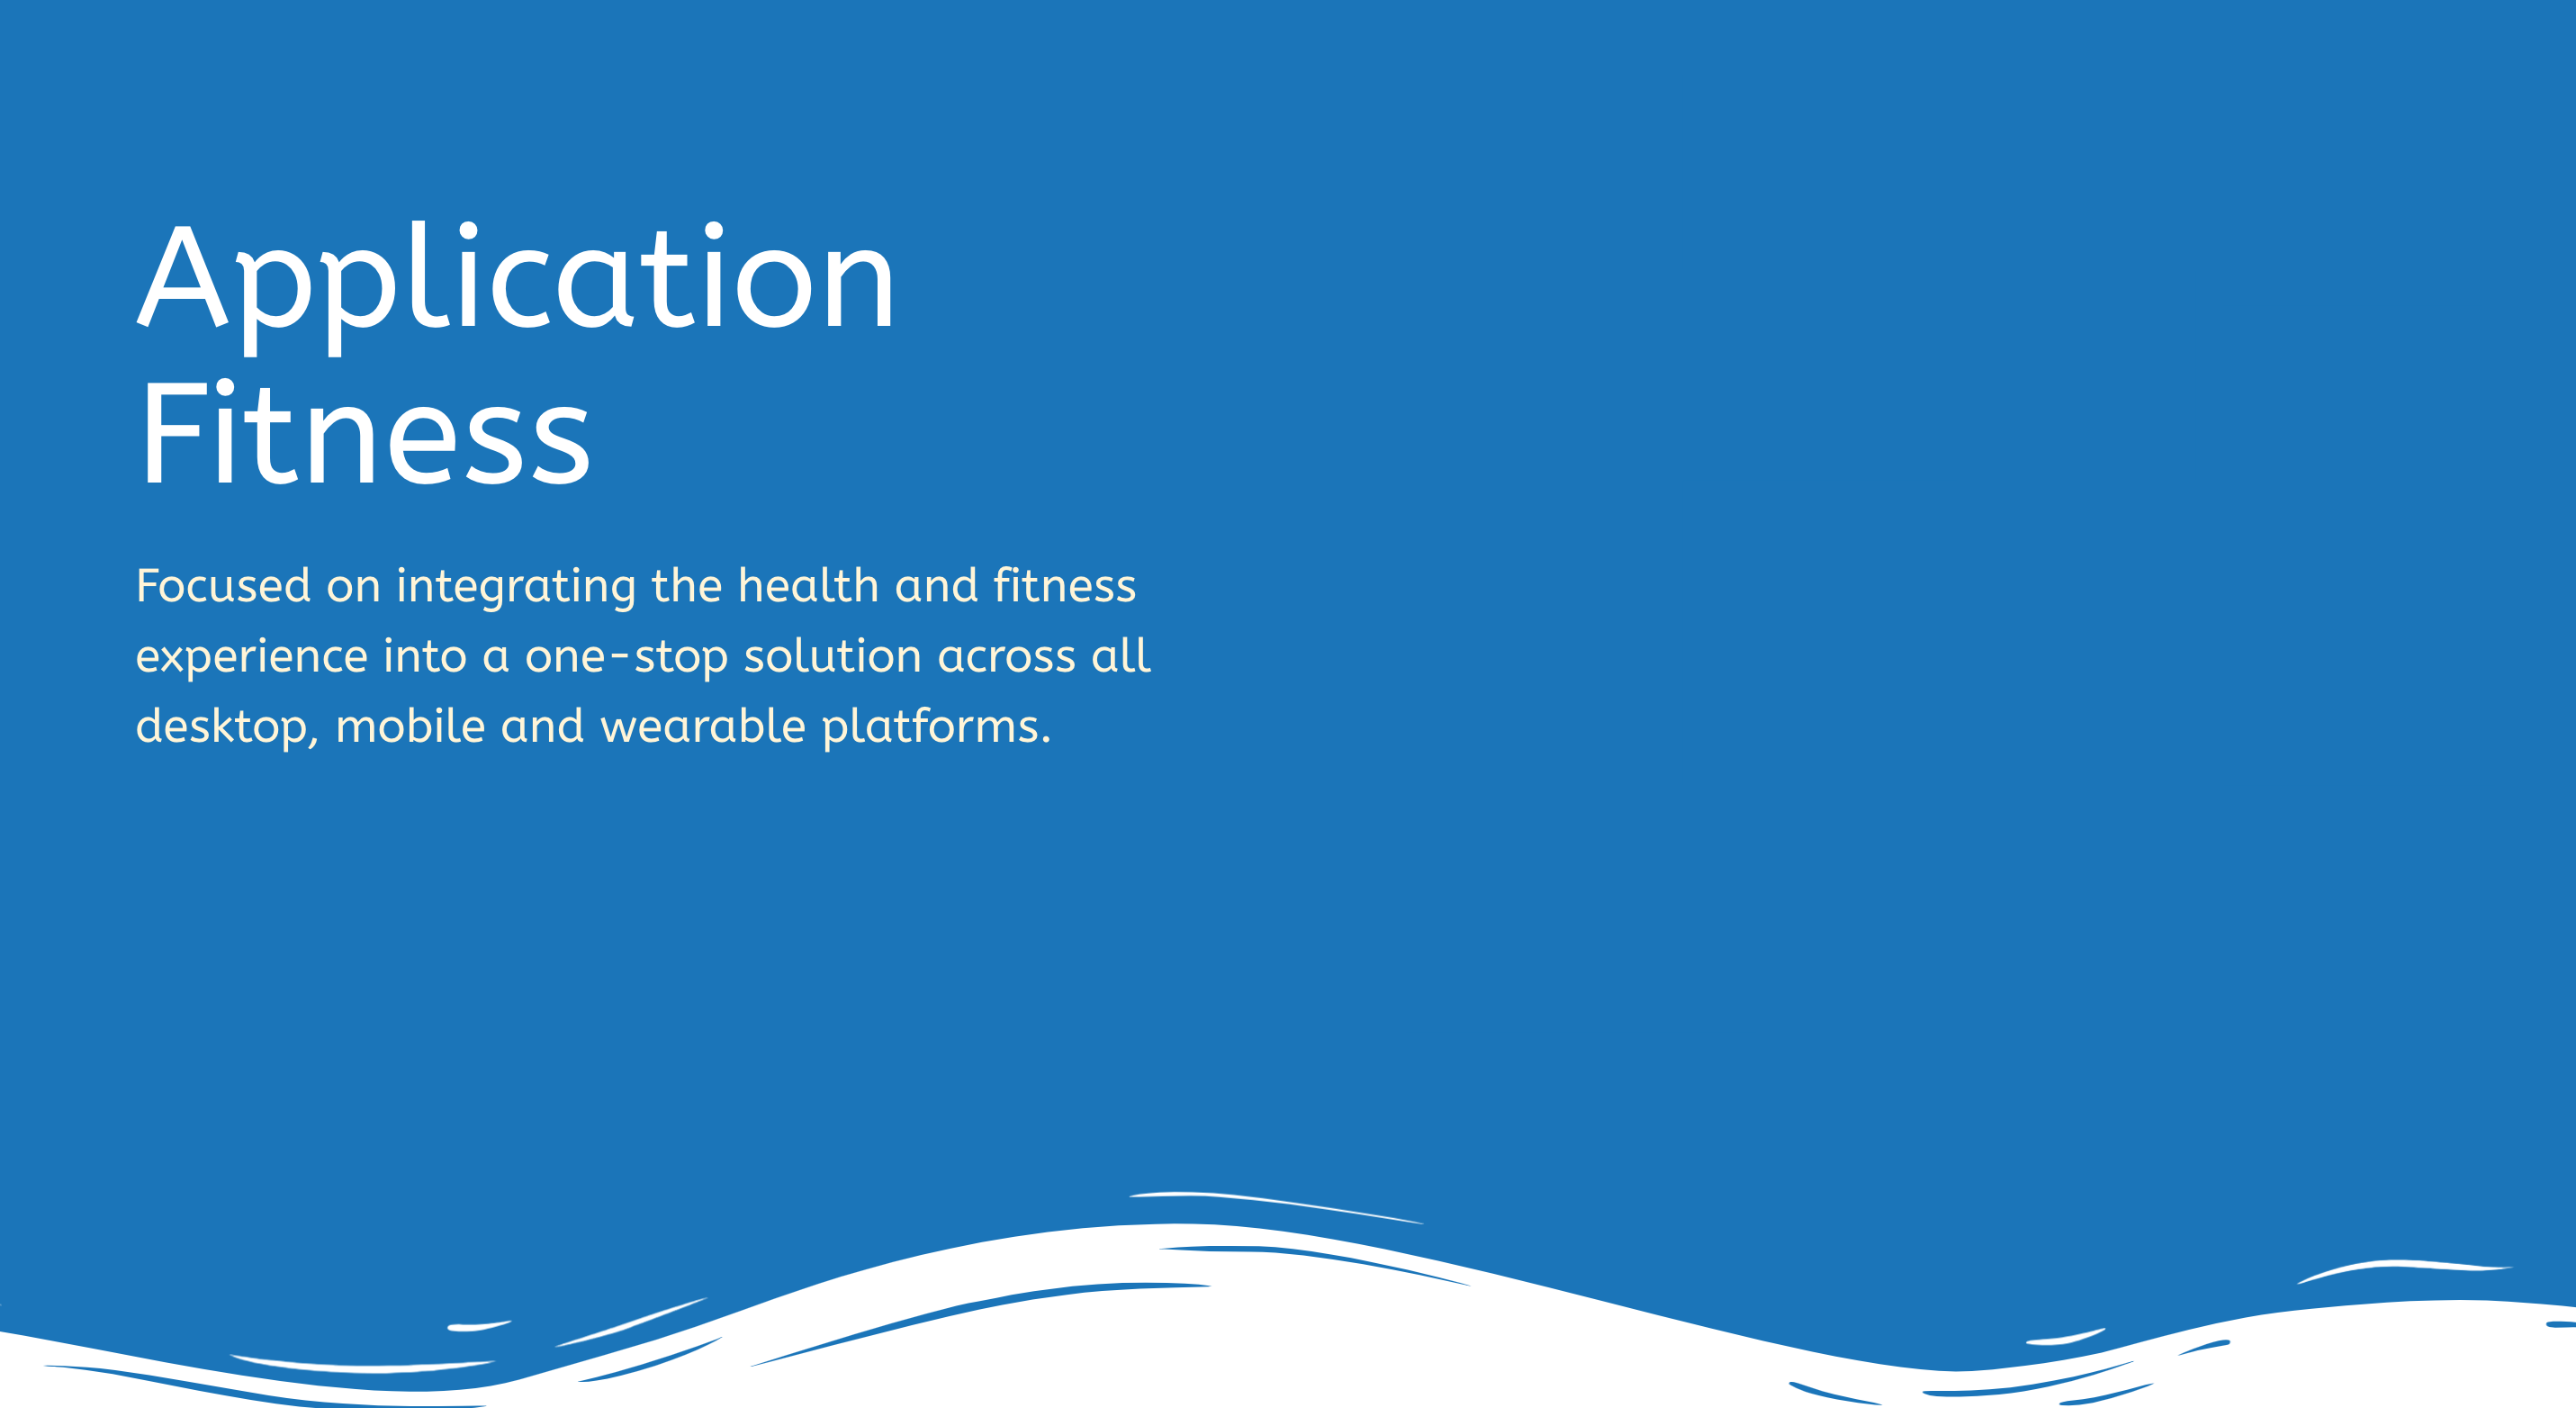 Application
Fitness
Focused on integrating the health and fitness
experience into a one-stop solution across all
desktop, mobile and wearable platforms.